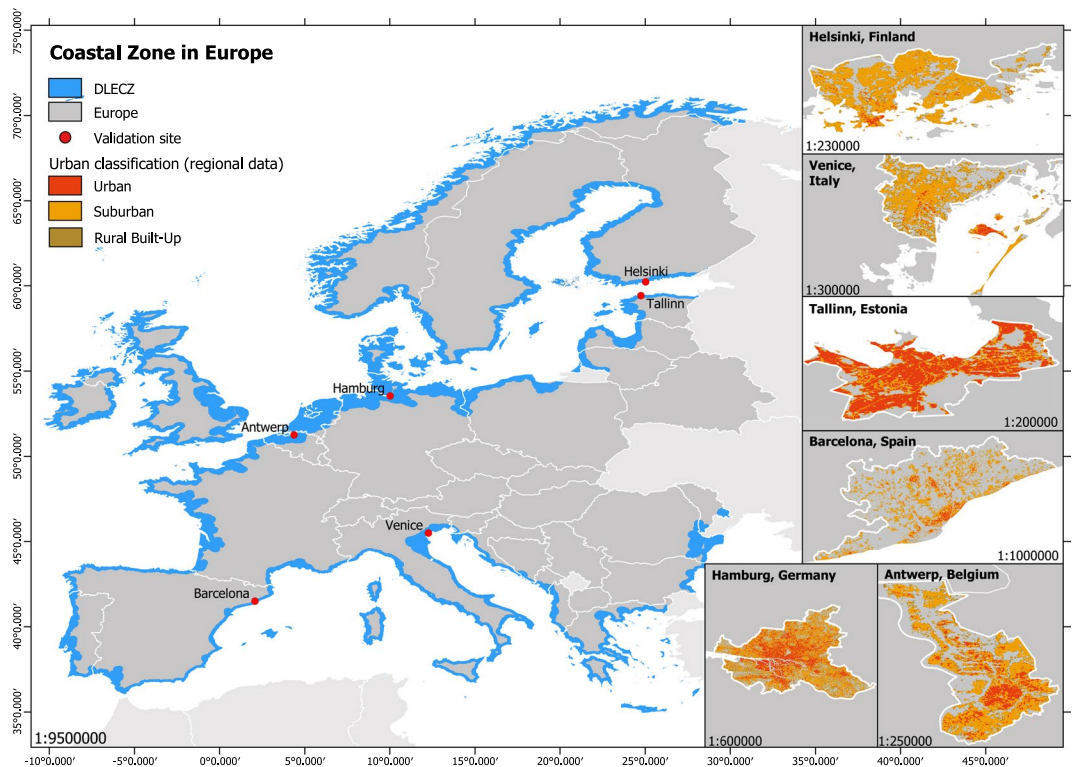 Coastal Zone in Europe
DLECZ
Europe
Validation site
Urban classification (regional data)
Urban
Suburban
Rural Built-Up
Helsinki
Tallinn
Hamburg
Antwerp
Venice
Barcelona
1:9500000
Helsinki, Finland
1:230000
Venice,
Italy
1:300000
Tallinn, Estonia
1:200000
Barcelona, Spain
1:1000000
Hamburg, Germany
1:600000
Antwerp, Belgium
1:250000
75°0.000'
70°0.000'
65°0.000'
60°0.000'
55°0.000'
50°0.000'
45°0.000'
40°0.000'
35°0.000'
-10°0.000'
-5°0.000'
0°0.000'
5°0.000'
10°0.000'
15°0.000'
20°0.000'
25°0.000'
30°0.000'
35°0.000'
40°0.000'
45°0.000'